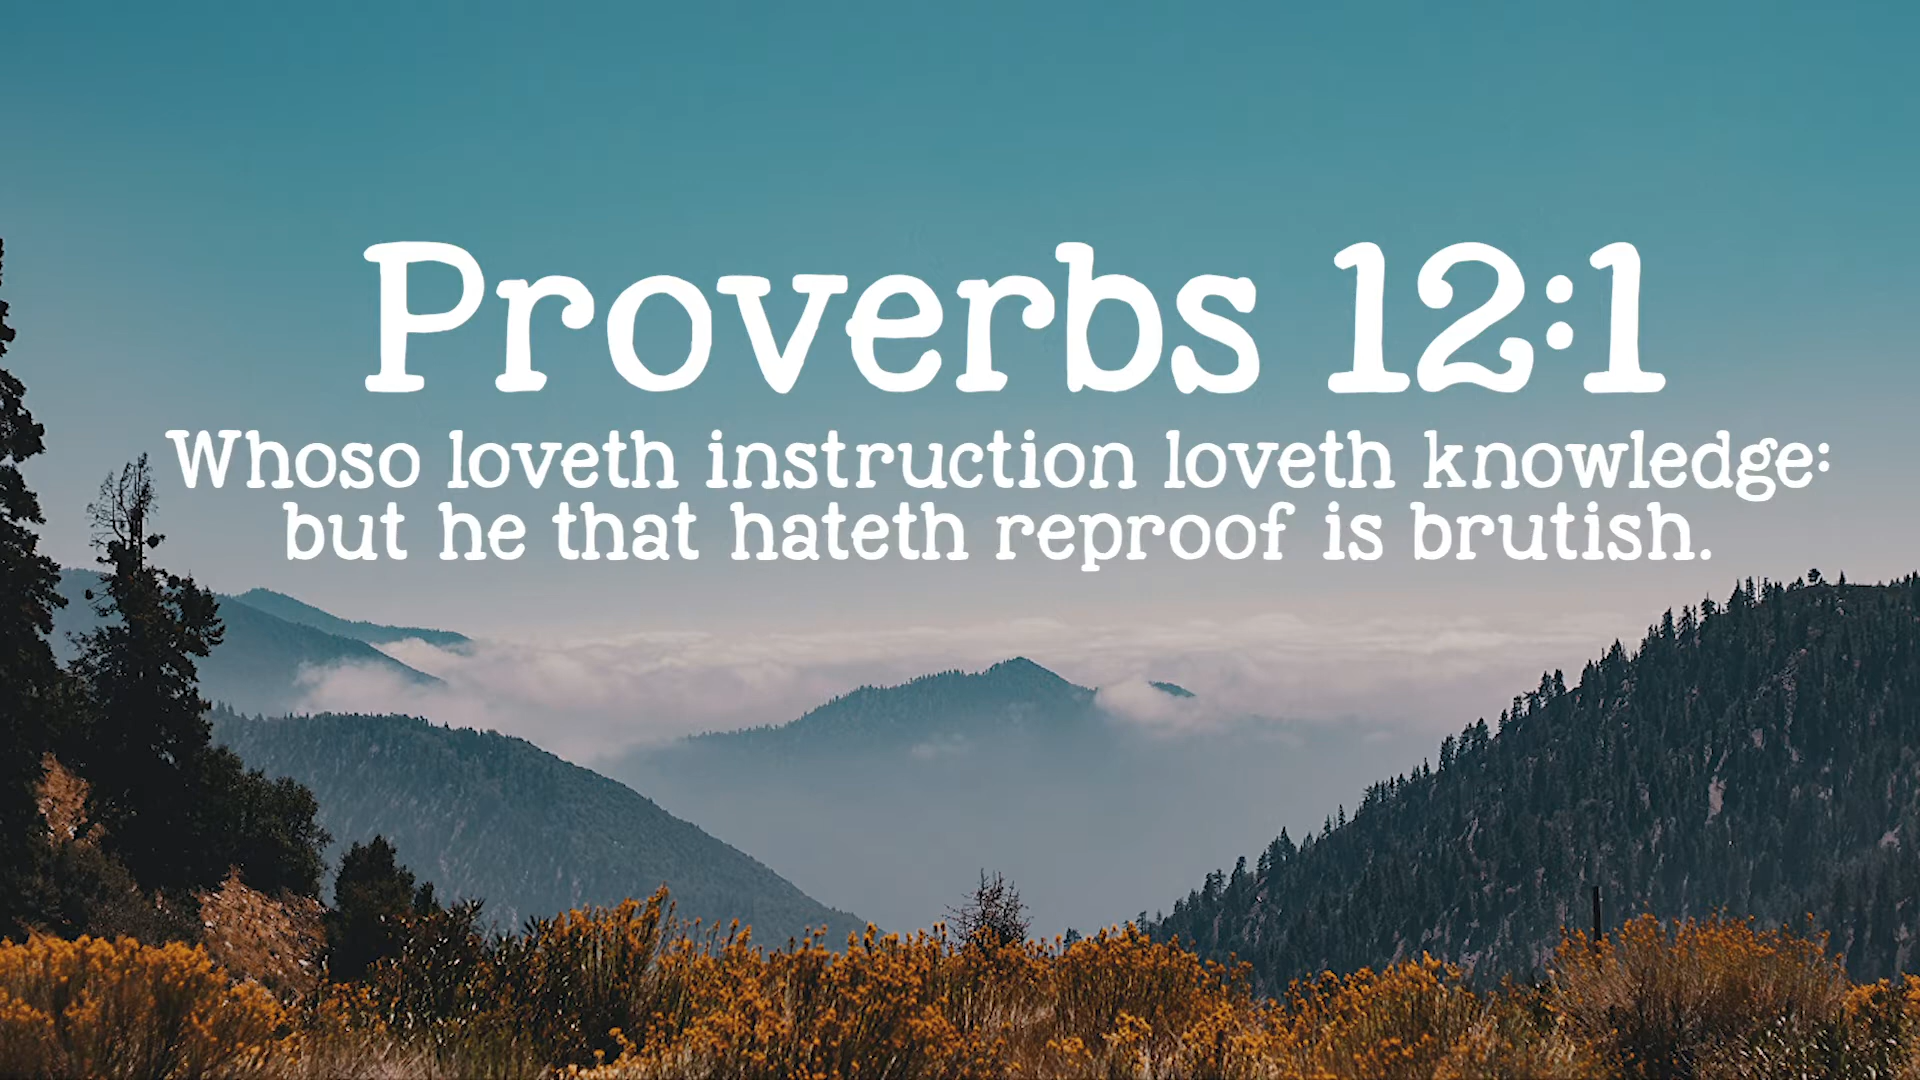 Proverbs 12:1
Whoso loveth instruction loveth knowledge:
but he that hateth reproof is brutish.